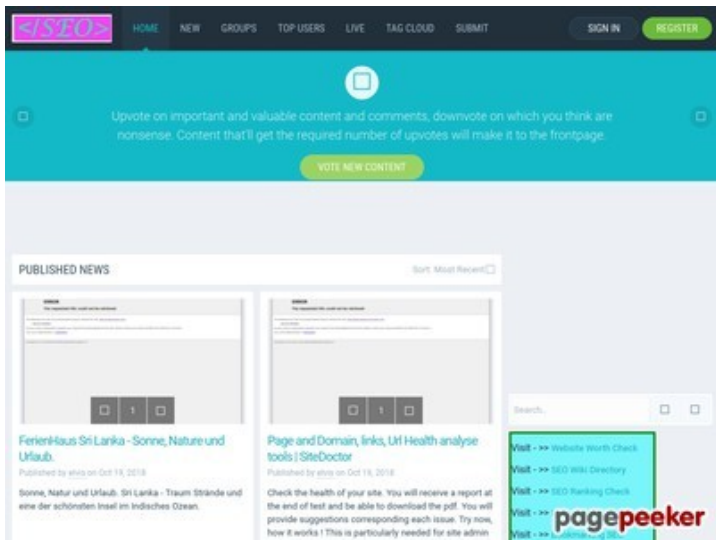 </SEO>
HOME NEW GROUPS TOP USERS LIVE TAG CLOUD SUBMIT SIGN IN REGISTER
Upvote on important and valuable content and comments, downvote on which you think are
nonsense. Content that'll get the required number of upvotes will make it to the frontpage.
VOTE NEW CONTENT
PUBLISHED NEWS
Sort: Most Recent
1
1
FerienHaus Sri Lanka - Sonne, Nature und
Urlaub.
Published by elvis on Oct 19, 2018
Sonne, Natur und Urlaub. Sri Lanka - Traum Strände und
eine der schönsten Insel im Indisches Ozean.
Page and Domain, links, Url Health analyse
tools | SiteDoctor
Published by elvis on Oct 16, 2018
Check the health of your site. You will receive a report at
the end of test and be able to download the pdf. You will
provide suggestions corresponding each issue. Try now,
how it works ! This is particularly needed for site admin
Search..
Visit - >> Website Worth Check
Visit - >> SEO Wiki Directory
Visit - >> SEO Ranking Check
Visit - >> Bookmarking SEO
pagepeeker